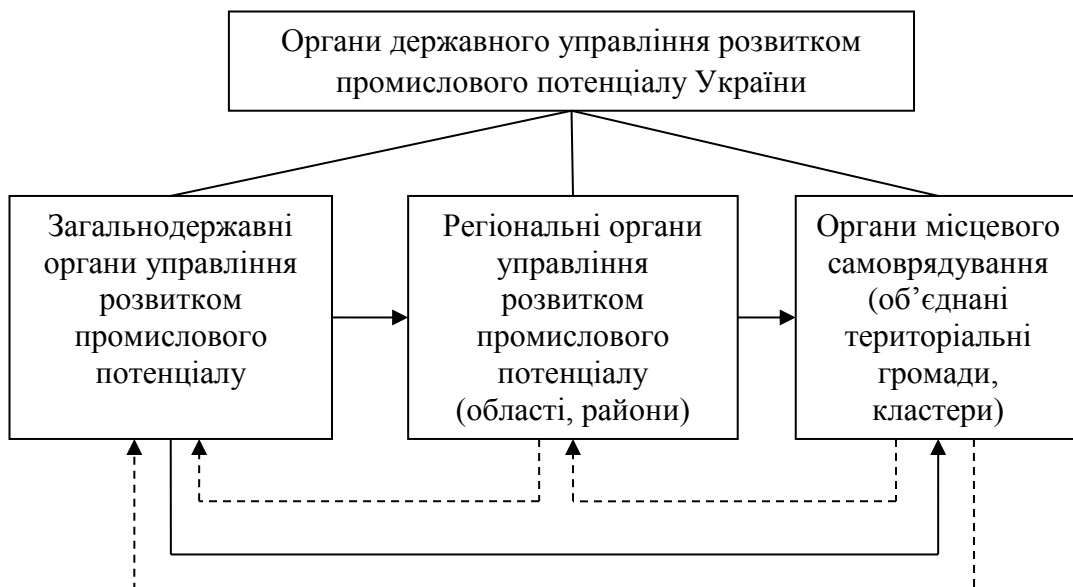 Органи державного управління розвитком
промислового потенціалу України
Загальнодержавні
органи управління
розвитком
промислового
потенціалу
Регіональні органи
управління
розвитком
промислового
потенціалу
(області, райони)
Органи місцевого
самоврядування
(об’єднані
територіальні
громади,
кластери)